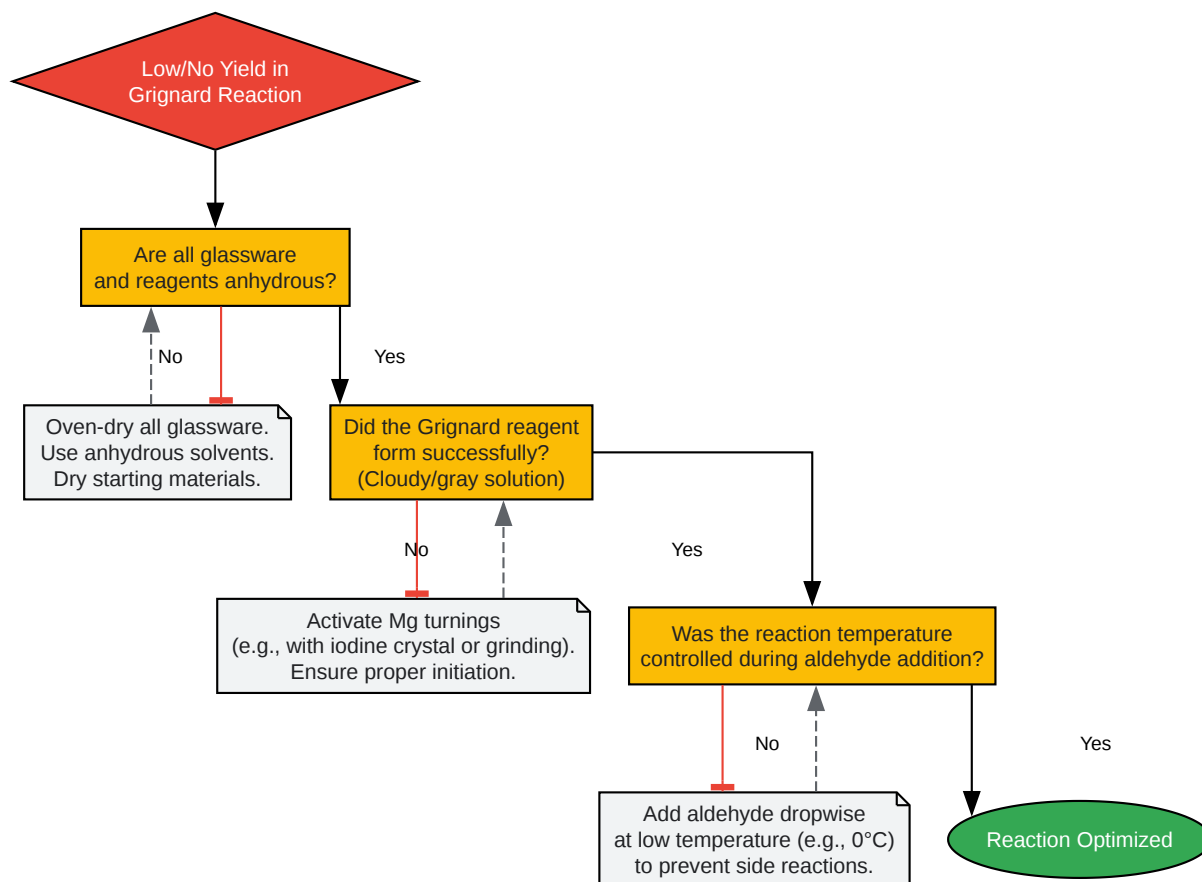 Low/No Yield in
Grignard Reaction
Are all glassware
and reagents anhydrous?
No
Yes
Oven-dry all glassware.
Use anhydrous solvents.
Dry starting materials.
Did the Grignard reagent
form successfully?
(Cloudy/gray solution)
No
Yes
Activate Mg turnings
(e.g., with iodine crystal or grinding).
Ensure proper initiation.
Was the reaction temperature
controlled during aldehyde addition?
No
Yes
Add aldehyde dropwise
at low temperature (e.g., 0°C)
to prevent side reactions.
Reaction Optimized